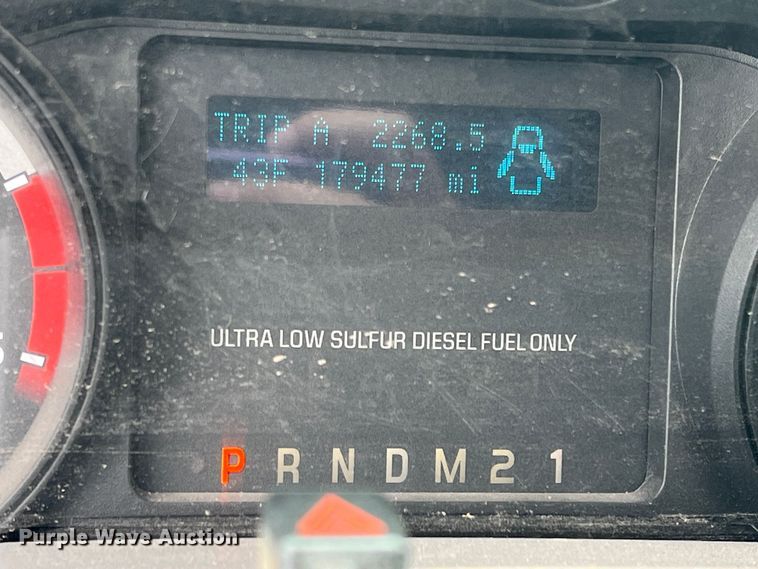 TRIP A 2268.5
43F 179477 mi
ULTRA LOW SULFUR DIESEL FUEL ONLY
P R N D M 2 1
Purple Wave Auction